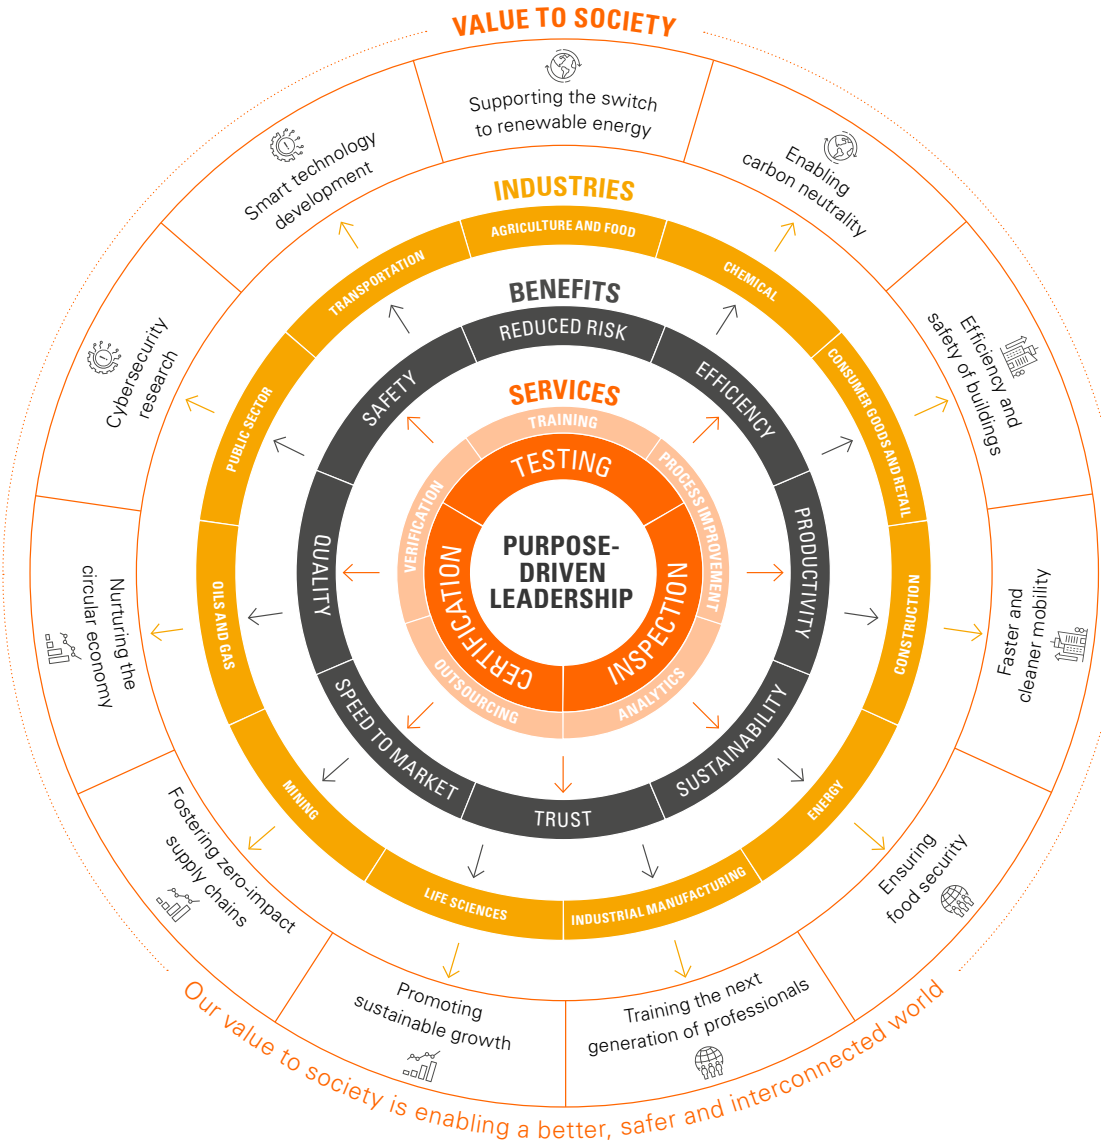 VALUE TO SOCIETY
Supporting the switch
to renewable energy
Enabling
carbon neutrality
Efficiency and
safety of buildings
Faster and
cleaner mobility
Ensuring
food security
Training the next
generation of professionals
Promoting
sustainable growth
Fostering zero-impact
supply chains
Nurturing the
circular economy
Cybersecurity
research
Smart technology
development
INDUSTRIES
AGRICULTURE AND FOOD
CHEMICAL
CONSUMER GOODS AND RETAIL
CONSTRUCTION
ENERGY
INDUSTRIAL MANUFACTURING
LIFE SCIENCES
MINING
OILS AND GAS
PUBLIC SECTOR
TRANSPORTATION
BENEFITS
REDUCED RISK
EFFICIENCY
PRODUCTIVITY
SUSTAINABILITY
TRUST
SPEED TO MARKET
QUALITY
SAFETY
SERVICES
TRAINING
PROCESS IMPROVEMENT
ANALYTICS
OUTSOURCING
VERIFICATION
TESTING
INSPECTION
CERTIFICATION
PURPOSE-
DRIVEN
LEADERSHIP
Our value to society is enabling a better, safer and interconnected world